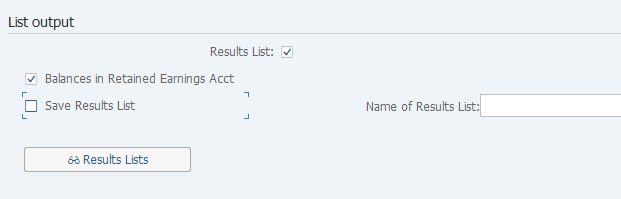 List output
Results List:
Balances in Retained Earnings Acct
Save Results List
Name of Results List:
Results Lists